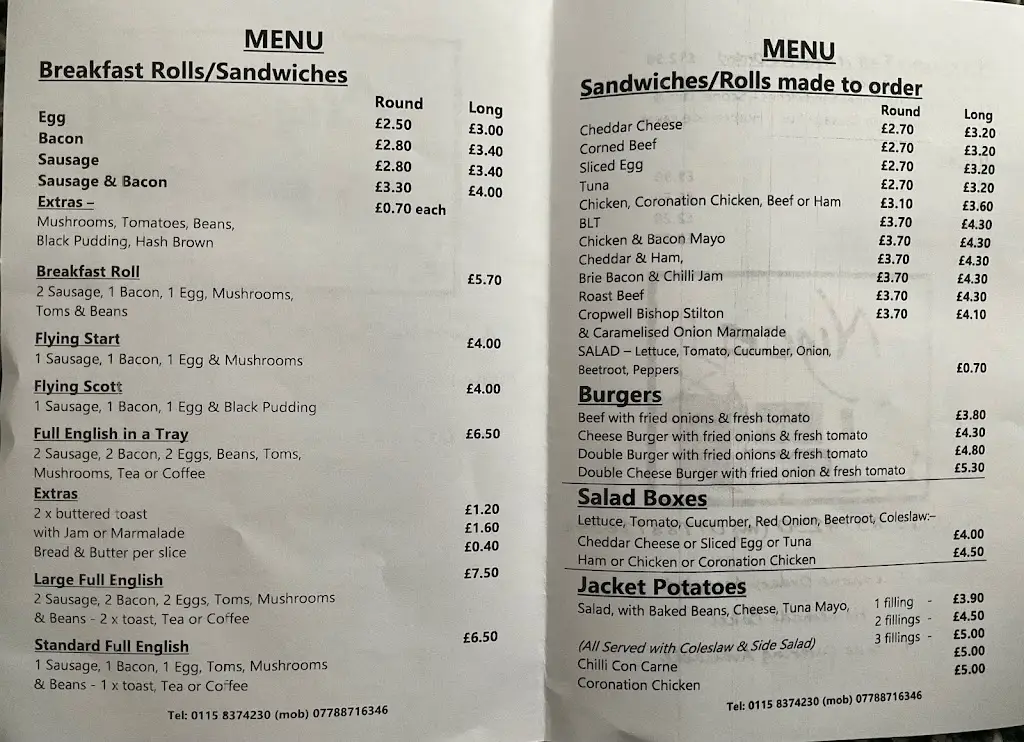 MENU
Breakfast Rolls/Sandwiches
Round Long
Egg £2.50 £3.00
Bacon £2.80 £3.40
Sausage £2.80 £3.40
Sausage & Bacon £3.30 £4.00
Extras – £0.70 each
Mushrooms, Tomatoes, Beans,
Black Pudding, Hash Brown
Breakfast Roll £5.70
2 Sausage, 1 Bacon, 1 Egg, Mushrooms,
Toms & Beans
Flying Start £4.00
1 Sausage, 1 Bacon, 1 Egg & Mushrooms
Flying Scott £4.00
1 Sausage, 1 Bacon, 1 Egg & Black Pudding
Full English in a Tray £6.50
2 Sausage, 2 Bacon, 2 Eggs, Beans, Toms,
Mushrooms, Tea or Coffee
Extras
2 x buttered toast £1.20
with Jam or Marmalade £1.60
Bread & Butter per slice £0.40
Large Full English £7.50
2 Sausage, 2 Bacon, 2 Eggs, Toms, Mushrooms
& Beans - 2 x toast, Tea or Coffee
Standard Full English £6.50
1 Sausage, 1 Bacon, 1 Egg, Toms, Mushrooms
& Beans - 1 x toast, Tea or Coffee
Tel: 0115 8374230 (mob) 07788716346
MENU
Sandwiches/Rolls made to order
Round Long
Cheddar Cheese £2.70 £3.20
Corned Beef £2.70 £3.20
Sliced Egg £2.70 £3.20
Tuna £2.70 £3.20
Chicken, Coronation Chicken, Beef or Ham £3.10 £3.60
BLT £3.70 £4.30
Chicken & Bacon Mayo £3.70 £4.30
Cheddar & Ham, £3.70 £4.30
Brie Bacon & Chilli Jam £3.70 £4.30
Roast Beef £3.70 £4.30
Cropwell Bishop Stilton £3.70 £4.10
& Caramelised Onion Marmalade
SALAD – Lettuce, Tomato, Cucumber, Onion,
Beetroot, Peppers £0.70
Burgers
Beef with fried onions & fresh tomato £3.80
Cheese Burger with fried onions & fresh tomato £4.30
Double Burger with fried onions & fresh tomato £4.80
Double Cheese Burger with fried onion & fresh tomato £5.30
Salad Boxes
Lettuce, Tomato, Cucumber, Red Onion, Beetroot, Coleslaw:–
Cheddar Cheese or Sliced Egg or Tuna £4.00
Ham or Chicken or Coronation Chicken £4.50
Jacket Potatoes
Salad, with Baked Beans, Cheese, Tuna Mayo, 1 filling - £3.90
2 fillings - £4.50
(All Served with Coleslaw & Side Salad) 3 fillings - £5.00
Chilli Con Carne £5.00
Coronation Chicken £5.00
Tel: 0115 8374230 (mob) 07788716346